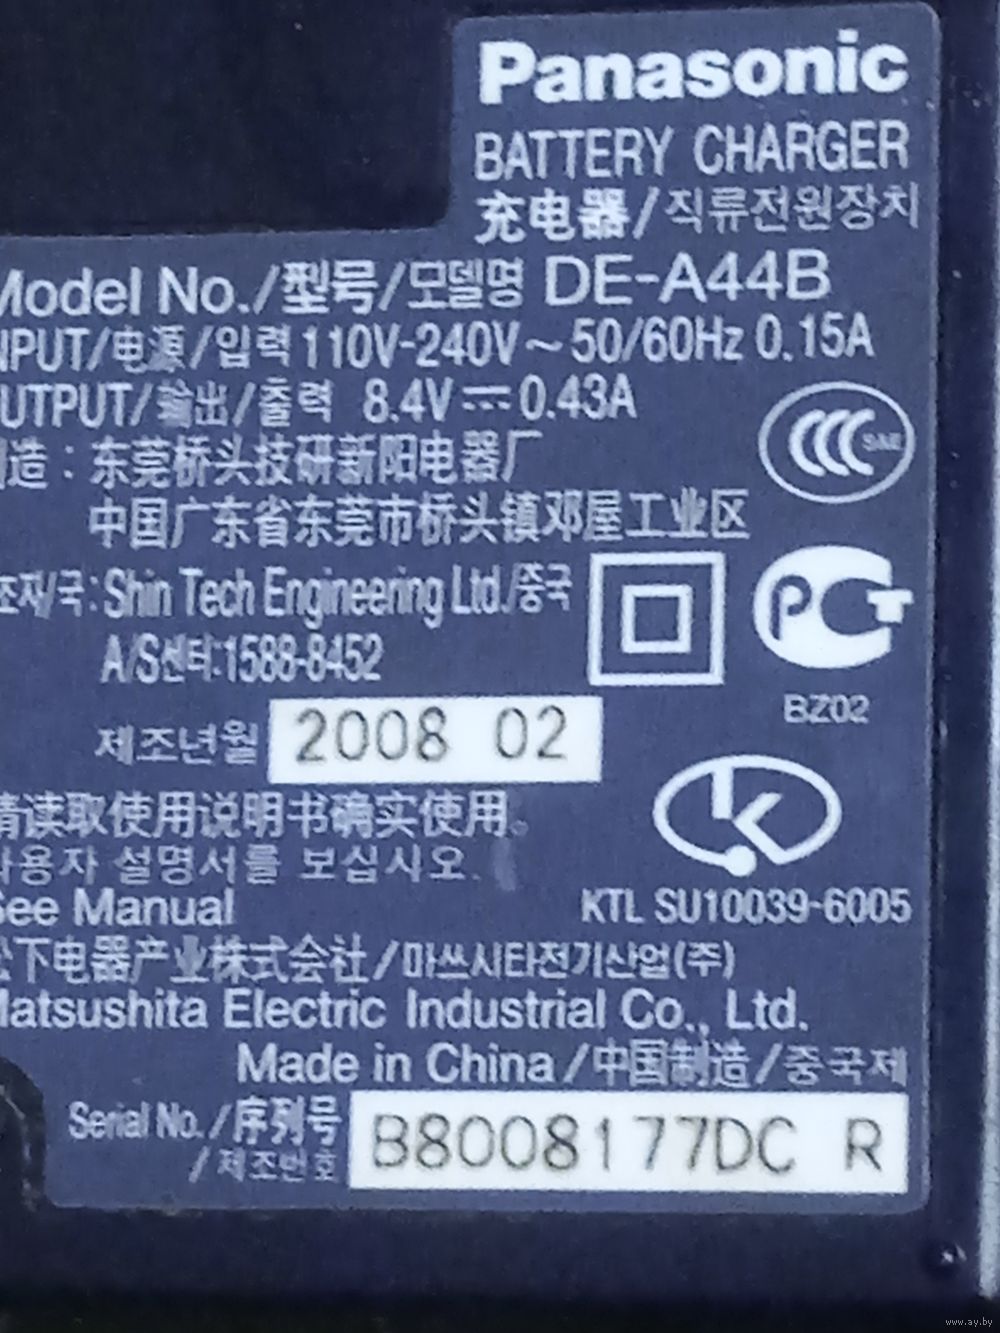 Panasonic
BATTERY CHARGER
充电器/직류전원장치
Model No./型号/모델명 DE-A44B
INPUT/电源/입력 110V-240V~50/60Hz 0.15A
OUTPUT/输出/출력 8.4V⎓0.43A
造：东莞桥头技研新阳电器厂
CCC S&E
中国广东省东莞市桥头镇邓屋工业区
조자/국: Shin Tech Engineering Ltd./중국
A/S센터:1588-8452
PCT
BZ02
제조년월 2008 02
请读取使用说明书确实使用。
사용자 설명서를 보십시오.
See Manual
KTL SU10039-6005
松下电器产业株式会社/마쓰시타전기산업(주)
Matsushita Electric Industrial Co., Ltd.
Made in China/中国制造/중국제
Serial No./序列号
/제조번호
B8008177DC R
www.ay.by